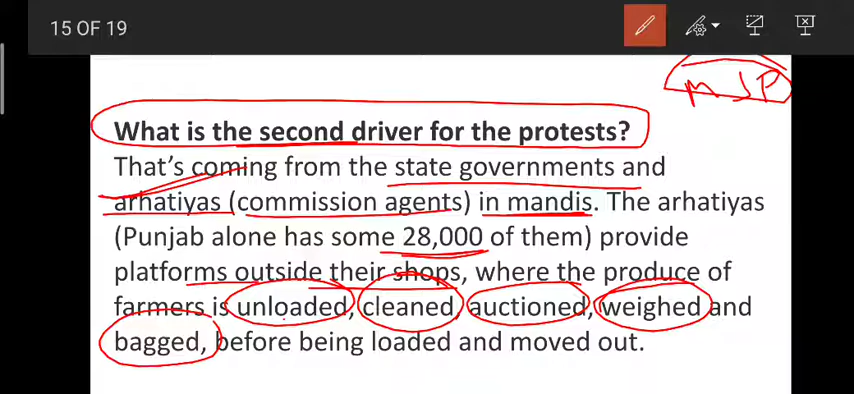 15 OF 19
MSP
What is the second driver for the protests?
That's coming from the state governments and
arhatiyas (commission agents) in mandis. The arhatiyas
(Punjab alone has some 28,000 of them) provide
platforms outside their shops, where the produce of
farmers is unloaded, cleaned, auctioned, weighed and
bagged, before being loaded and moved out.